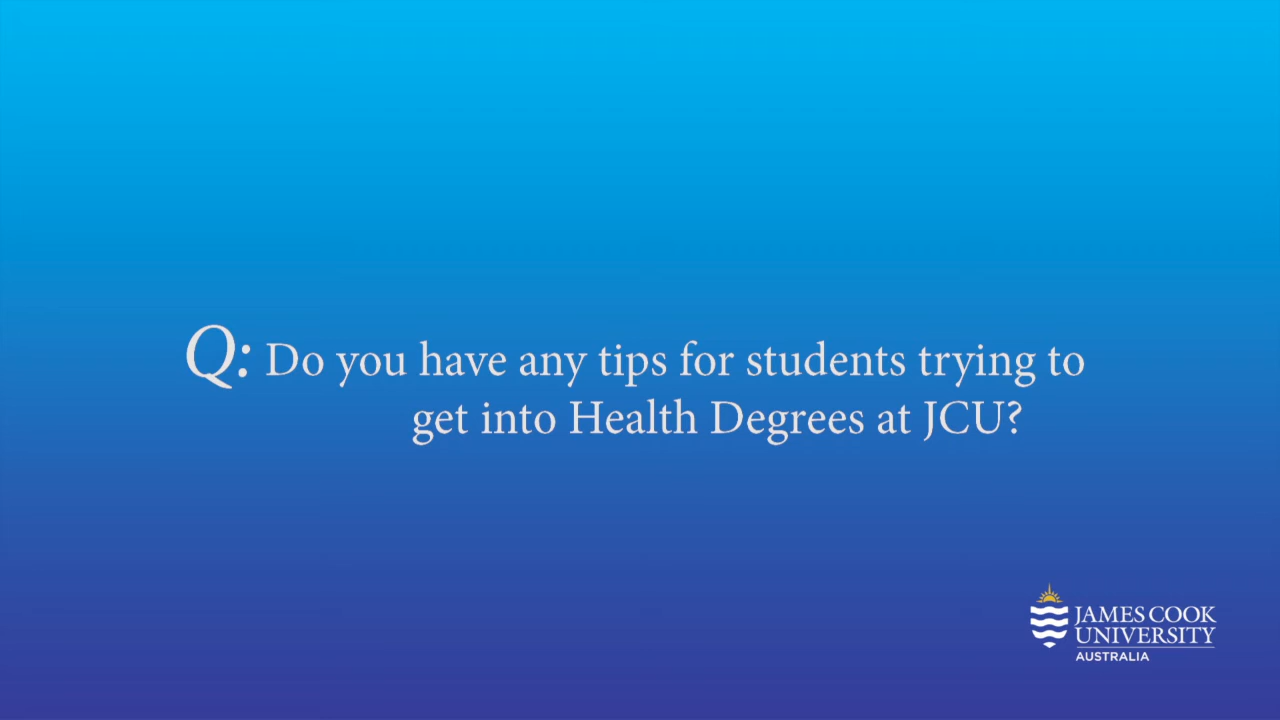 Q: Do you have any tips for students trying to
get into Health Degrees at JCU?
JAMES COOK
UNIVERSITY
AUSTRALIA